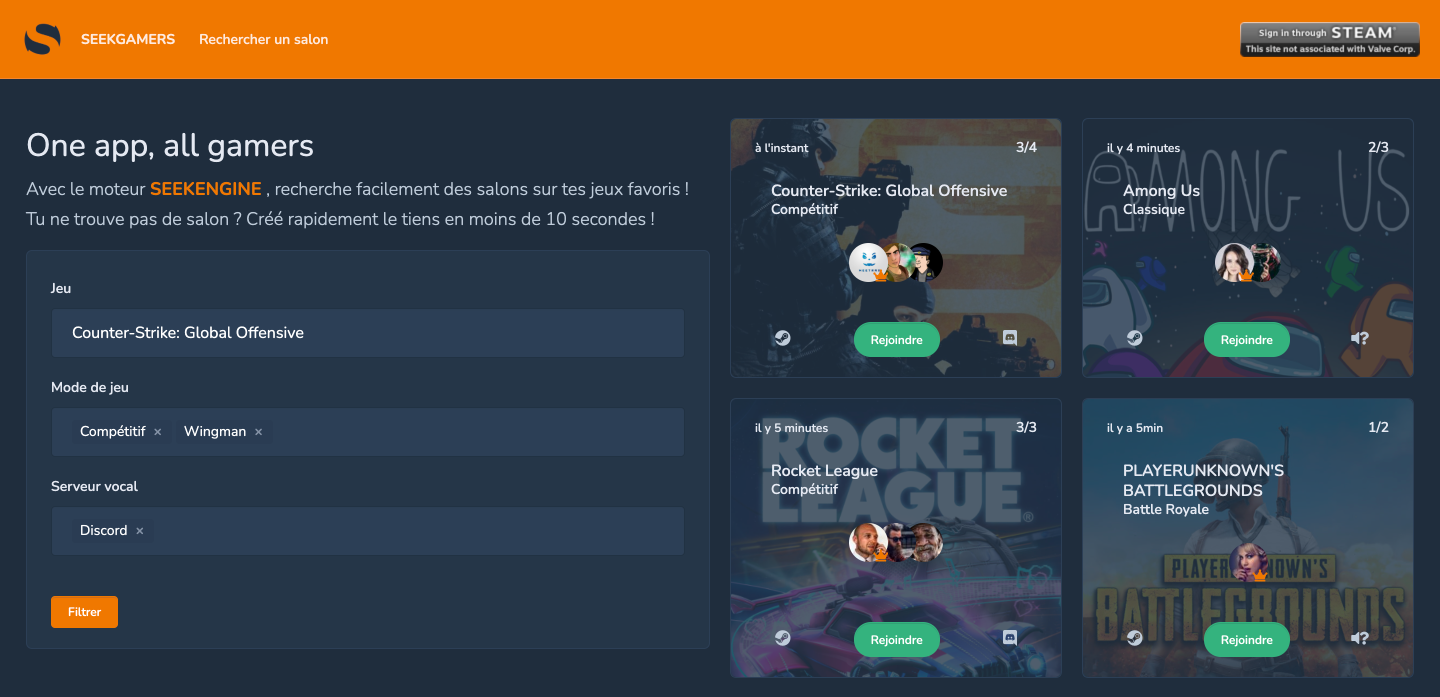 SEEKGAMERS
Rechercher un salon
Sign in through STEAM®
This site not associated with Valve Corp.
One app, all gamers
Avec le moteur SEEKENGINE , recherche facilement des salons sur tes jeux favoris !
Tu ne trouve pas de salon ? Créé rapidement le tiens en moins de 10 secondes !
Jeu
Counter-Strike: Global Offensive
Mode de jeu
Compétitif × Wingman ×
Serveur vocal
Discord ×
Filtrer
à l'instant
3/4
Counter-Strike: Global Offensive
Compétitif
Rejoindre
il y 4 minutes
2/3
AMONG US
Among Us
Classique
Rejoindre
il y 5 minutes
3/3
ROCKET
LEAGUE®
Rocket League
Compétitif
Rejoindre
il y a 5min
1/2
PLAYERUNKNOWN'S
BATTLEGROUNDS
Battle Royale
BATTLEGROUNDS
Rejoindre